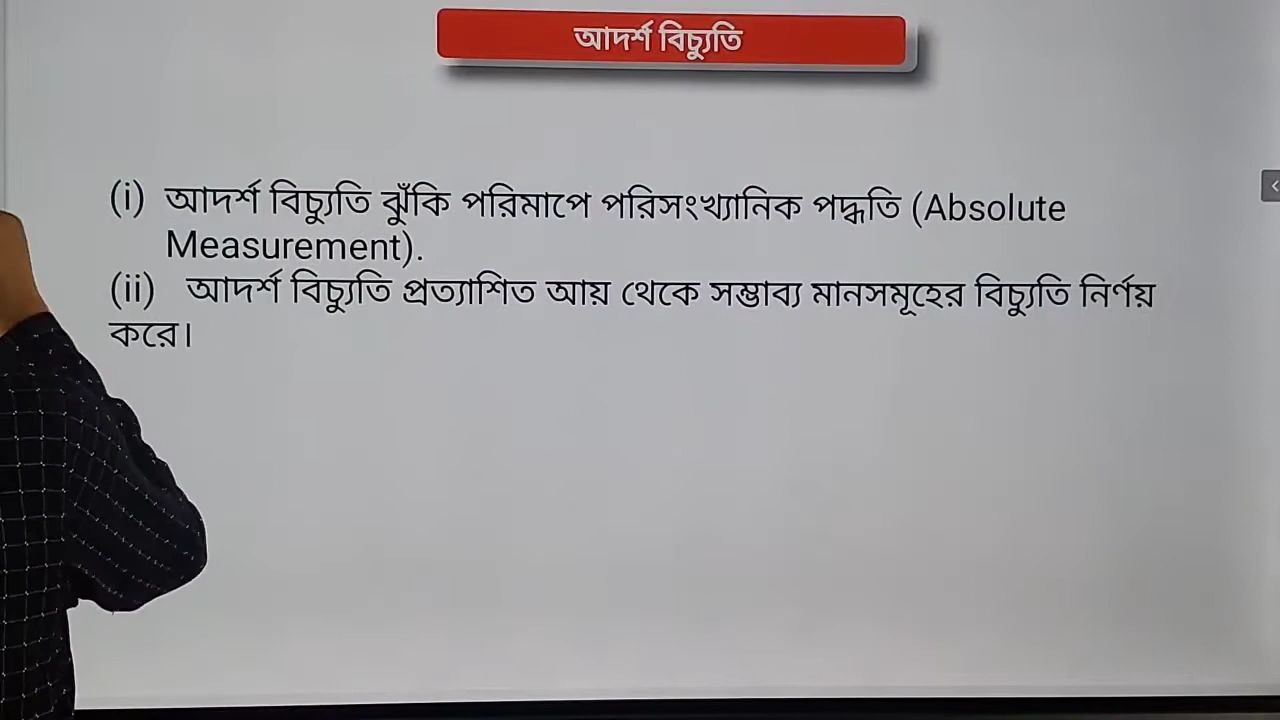 আদর্শ বিচ্যুতি
(i) আদর্শ বিচ্যুতি ঝুঁকি পরিমাপে পরিসংখ্যানিক পদ্ধতি (Absolute
Measurement).
(ii) আদর্শ বিচ্যুতি প্রত্যাশিত আয় থেকে সম্ভাব্য মানসমূহের বিচ্যুতি নির্ণয়
করে।